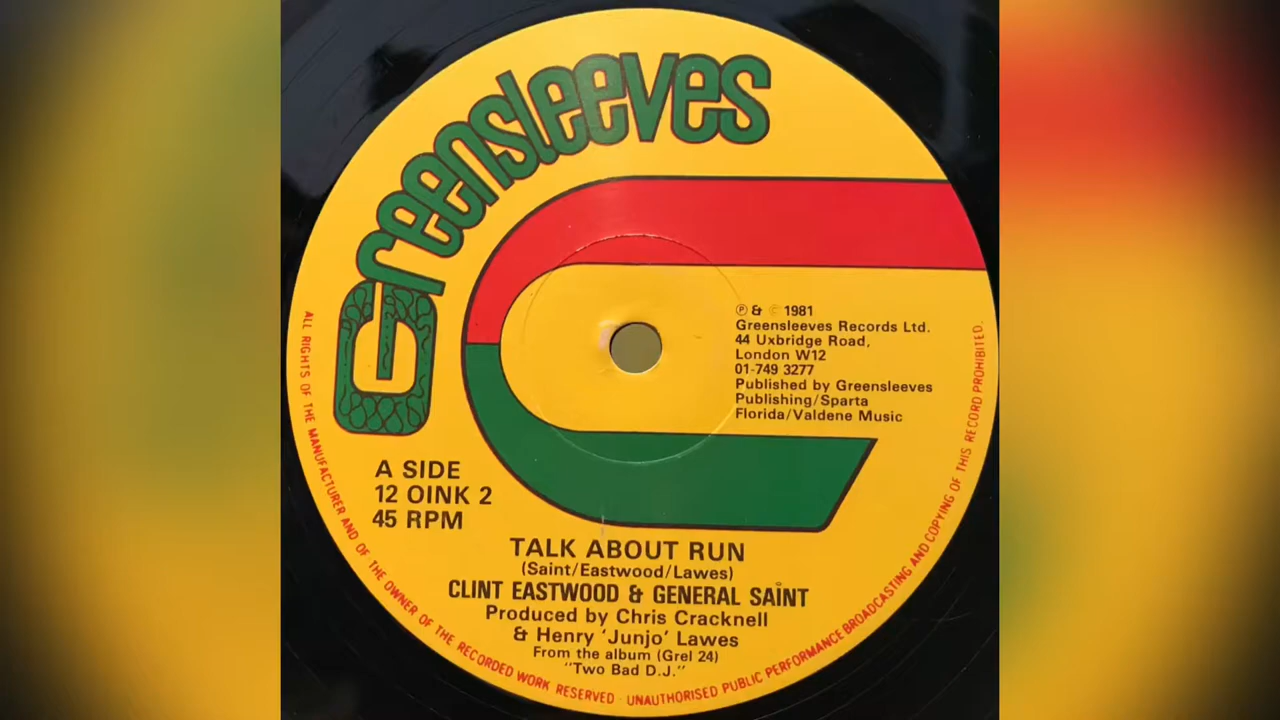 Greensleeves
℗ & © 1981
Greensleeves Records Ltd.
44 Uxbridge Road,
London W12
01-749 3277
Published by Greensleeves
Publishing/Sparta
Florida/Valdene Music
A SIDE
12 OINK 2
45 RPM
TALK ABOUT RUN
(Saint/Eastwood/Lawes)
CLINT EASTWOOD & GENERAL SAINT
Produced by Chris Cracknell
& Henry 'Junjo' Lawes
From the album (Grel 24)
"Two Bad D.J."
ALL RIGHTS OF THE MANUFACTURER AND OF THE OWNER OF THE RECORDED WORK RESERVED · UNAUTHORISED PUBLIC PERFORMANCE BROADCASTING AND COPYING OF THIS RECORD PROHIBITED.